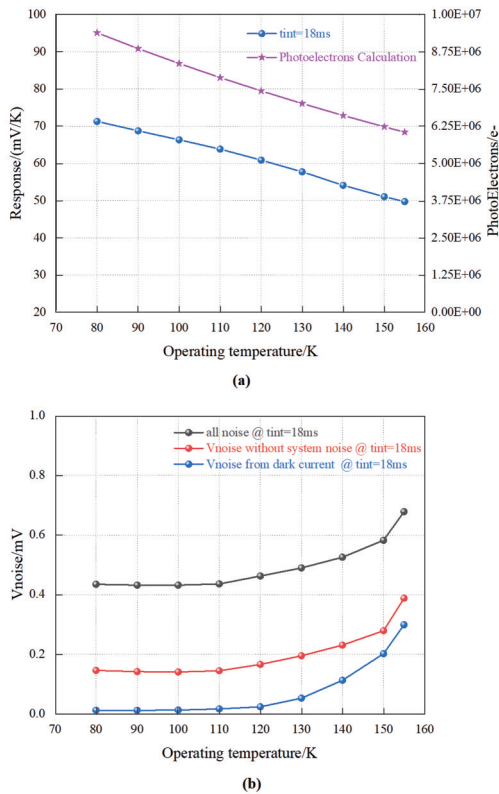 100
90
80
70
60
50
40
30
20
1.00E+07
8.75E+06
7.50E+06
6.25E+06
5.00E+06
3.75E+06
2.50E+06
1.25E+06
0.00E+00
tint=18ms
Photoelectrons Calculation
Response/(mV/K)
PhotoElectrons/e-
70 80 90 100 110 120 130 140 150 160
Operating temperature/K
(a)
1.0
0.8
0.6
0.4
0.2
0.0
all noise @ tint=18ms
Vnoise without system noise @ tint=18ms
Vnoise from dark current @ tint=18ms
Vnoise/mV
70 80 90 100 110 120 130 140 150 160
Operating temperature/K
(b)